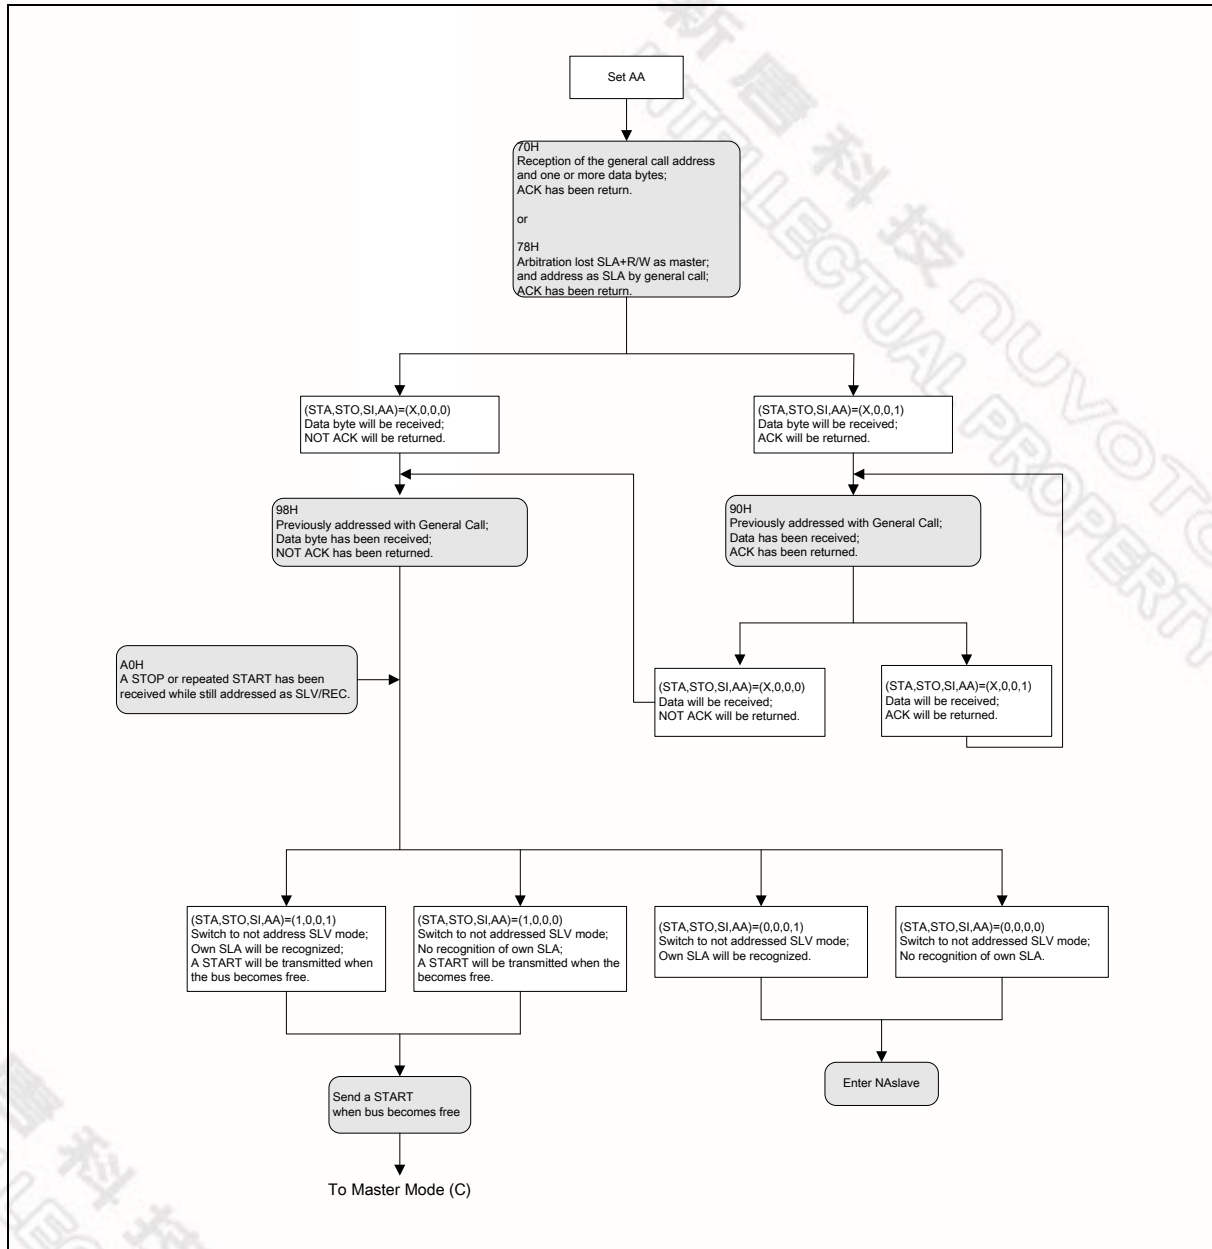 Set AA
70H
Reception of the general call address
and one or more data bytes;
ACK has been return.
or
78H
Arbitration lost SLA+R/W as master;
and address as SLA by general call;
ACK has been return.
(STA,STO,SI,AA)=(X,0,0,0)
Data byte will be received;
NOT ACK will be returned.
(STA,STO,SI,AA)=(X,0,0,1)
Data byte will be received;
ACK will be returned.
98H
Previously addressed with General Call;
Data byte has been received;
NOT ACK has been returned.
90H
Previously addressed with General Call;
Data has been received;
ACK has been returned.
A0H
A STOP or repeated START has been
received while still addressed as SLV/REC.
(STA,STO,SI,AA)=(X,0,0,0)
Data will be received;
NOT ACK will be returned.
(STA,STO,SI,AA)=(X,0,0,1)
Data will be received;
ACK will be returned.
(STA,STO,SI,AA)=(1,0,0,1)
Switch to not address SLV mode;
Own SLA will be recognized;
A START will be transmitted when
the bus becomes free.
(STA,STO,SI,AA)=(1,0,0,0)
Switch to not addressed SLV mode;
No recognition of own SLA;
A START will be transmitted when the
becomes free.
(STA,STO,SI,AA)=(0,0,0,1)
Switch to not addressed SLV mode;
Own SLA will be recognized.
(STA,STO,SI,AA)=(0,0,0,0)
Switch to not addressed SLV mode;
No recognition of own SLA.
Send a START
when bus becomes free
Enter NAslave
To Master Mode (C)
新唐科技 nuvoTo
INTELLECTUAL PROPERTY
唐科技